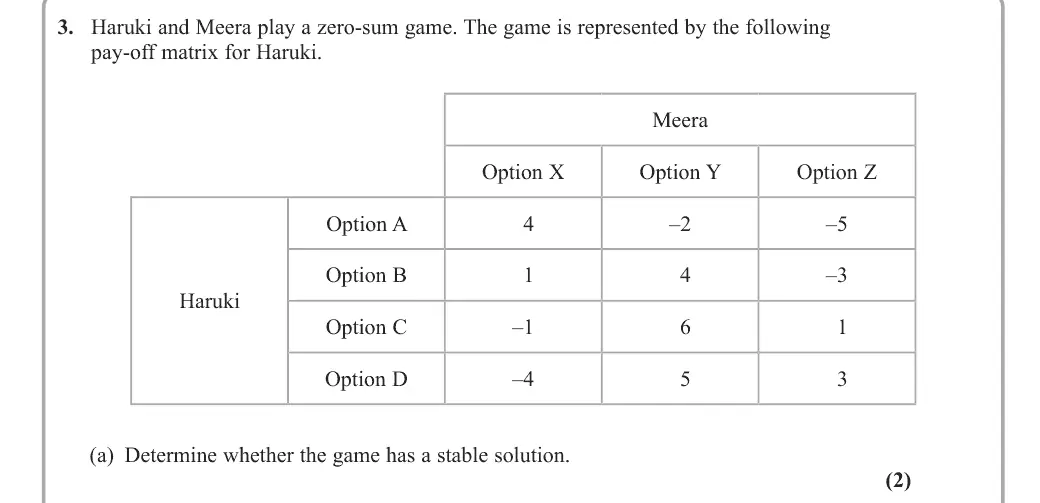 3. Haruki and Meera play a zero-sum game. The game is represented by the following
pay-off matrix for Haruki.
Meera
Option X Option Y Option Z
Option A 4 –2 –5
Option B 1 4 –3
Haruki
Option C –1 6 1
Option D –4 5 3
(a) Determine whether the game has a stable solution.
(2)